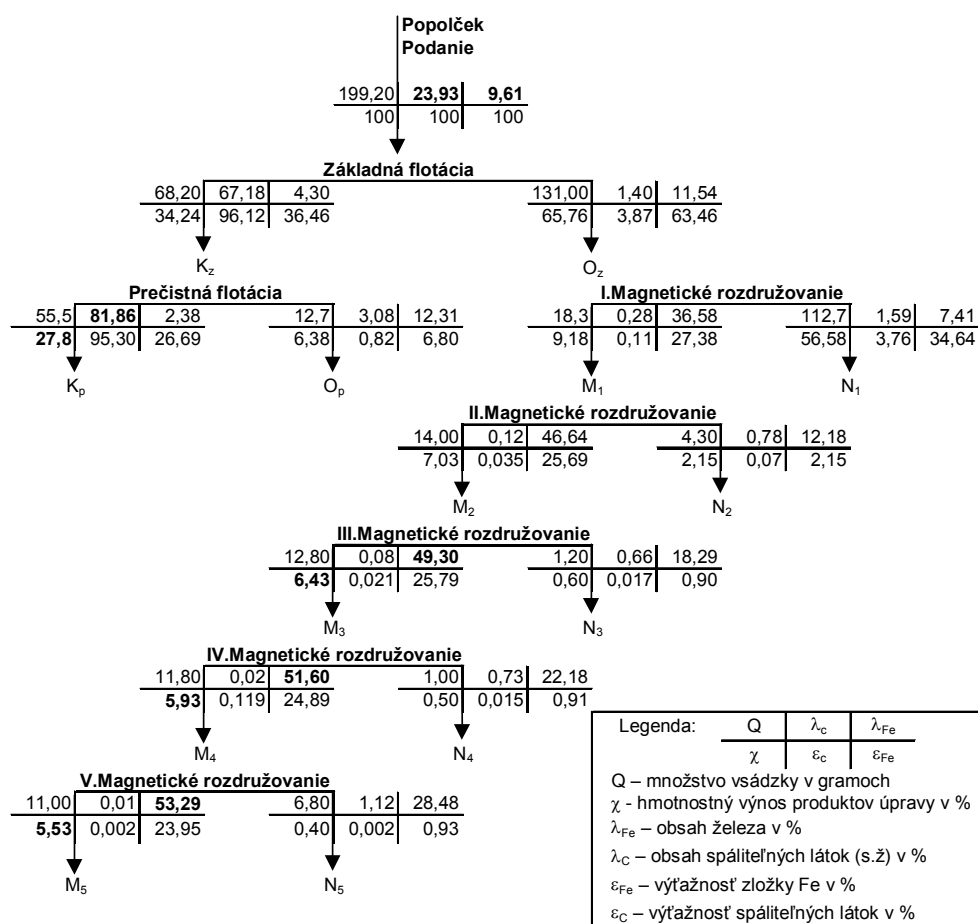 Popolček
Podanie
199,20 23,93 9,61
100 100 100
Základná flotácia
68,20 67,18 4,30 131,00 1,40 11,54
34,24 96,12 36,46 65,76 3,87 63,46
Kz Oz
Prečistná flotácia I.Magnetické rozdružovanie
55,5 81,86 2,38 12,7 3,08 12,31 18,3 0,28 36,58 112,7 1,59 7,41
27,8 95,30 26,69 6,38 0,82 6,80 9,18 0,11 27,38 56,58 3,76 34,64
Kp Op M1 N1
II.Magnetické rozdružovanie
14,00 0,12 46,64 4,30 0,78 12,18
7,03 0,035 25,69 2,15 0,07 2,15
M2 N2
III.Magnetické rozdružovanie
12,80 0,08 49,30 1,20 0,66 18,29
6,43 0,021 25,79 0,60 0,017 0,90
M3 N3
IV.Magnetické rozdružovanie
11,80 0,02 51,60 1,00 0,73 22,18
5,93 0,119 24,89 0,50 0,015 0,91
M4 N4
V.Magnetické rozdružovanie
11,00 0,01 53,29 6,80 1,12 28,48
5,53 0,002 23,95 0,40 0,002 0,93
M5 N5
Legenda: Q λc λFe
χ εc εFe
Q – množstvo vsádzky v gramoch
χ - hmotnostný výnos produktov úpravy v %
λFe – obsah železa v %
λC – obsah spáliteľných látok (s.ž) v %
εFe – výťažnosť zložky Fe v %
εC – výťažnosť spáliteľných látok v %